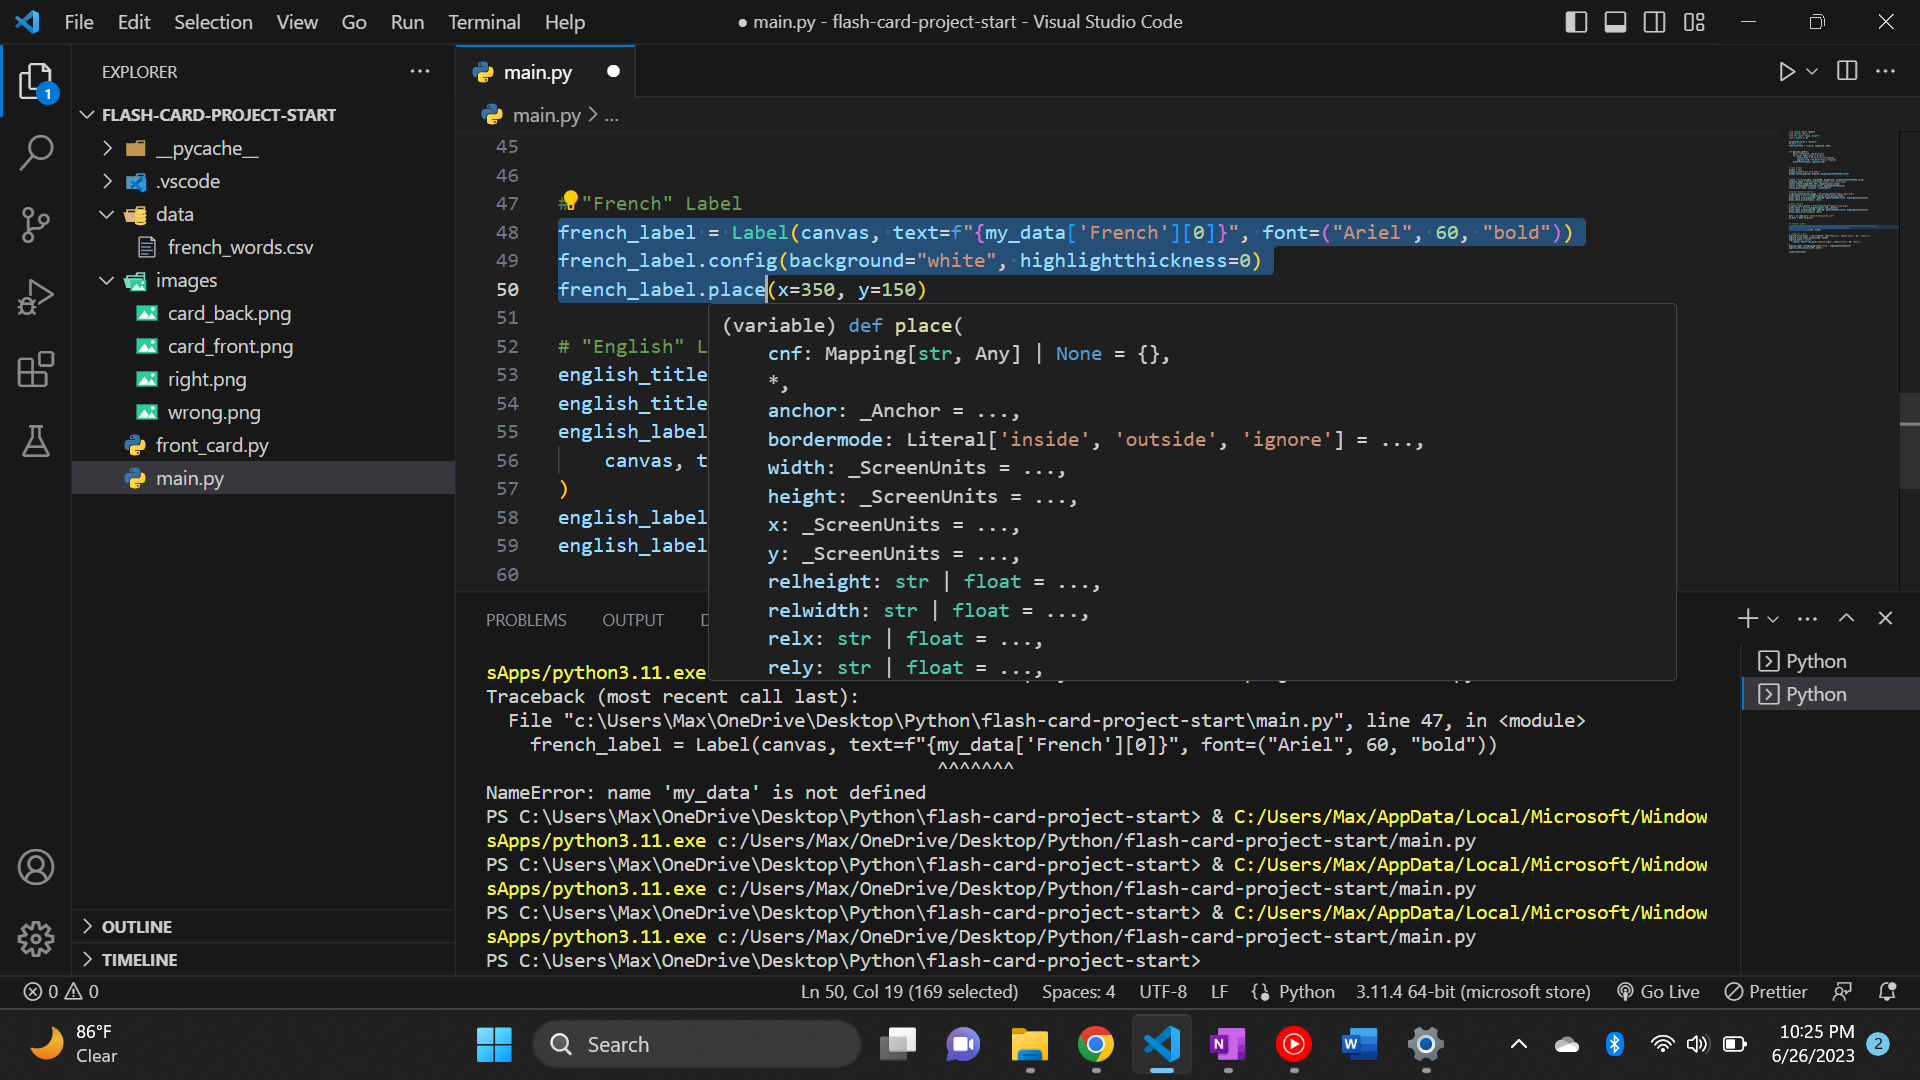 File Edit Selection View Go Run Terminal Help
● main.py - flash-card-project-start - Visual Studio Code
EXPLORER
1
FLASH-CARD-PROJECT-START
__pycache__
.vscode
data
french_words.csv
images
card_back.png
card_front.png
right.png
wrong.png
front_card.py
main.py
OUTLINE
TIMELINE
main.py
main.py > ...
45
46
47 # "French" Label
48 french_label = Label(canvas, text=f"{my_data['French'][0]}", font=("Ariel", 60, "bold"))
49 french_label.config(background="white", highlightthickness=0)
50 french_label.place(x=350, y=150)
51
52 # "English" L
53 english_title
54 english_title
55 english_label
56 canvas, t
57 )
58 english_label
59 english_label
60
(variable) def place(
cnf: Mapping[str, Any] | None = {},
*,
anchor: _Anchor = ...,
bordermode: Literal['inside', 'outside', 'ignore'] = ...,
width: _ScreenUnits = ...,
height: _ScreenUnits = ...,
x: _ScreenUnits = ...,
y: _ScreenUnits = ...,
relheight: str | float = ...,
relwidth: str | float = ...,
relx: str | float = ...,
rely: str | float = ...,
PROBLEMS OUTPUT
Python
Python
sApps/python3.11.exe
Traceback (most recent call last):
File "c:\Users\Max\OneDrive\Desktop\Python\flash-card-project-start\main.py", line 47, in <module>
french_label = Label(canvas, text=f"{my_data['French'][0]}", font=("Ariel", 60, "bold"))
^^^^^^^
NameError: name 'my_data' is not defined
PS C:\Users\Max\OneDrive\Desktop\Python\flash-card-project-start> & C:/Users/Max/AppData/Local/Microsoft/Window
sApps/python3.11.exe c:/Users/Max/OneDrive/Desktop/Python/flash-card-project-start/main.py
PS C:\Users\Max\OneDrive\Desktop\Python\flash-card-project-start> & C:/Users/Max/AppData/Local/Microsoft/Window
sApps/python3.11.exe c:/Users/Max/OneDrive/Desktop/Python/flash-card-project-start/main.py
PS C:\Users\Max\OneDrive\Desktop\Python\flash-card-project-start> & C:/Users/Max/AppData/Local/Microsoft/Window
sApps/python3.11.exe c:/Users/Max/OneDrive/Desktop/Python/flash-card-project-start/main.py
PS C:\Users\Max\OneDrive\Desktop\Python\flash-card-project-start>
0 0 Ln 50, Col 19 (169 selected) Spaces: 4 UTF-8 LF Python 3.11.4 64-bit (microsoft store) Go Live Prettier
86°F
Clear
Search
10:25 PM
6/26/2023
2